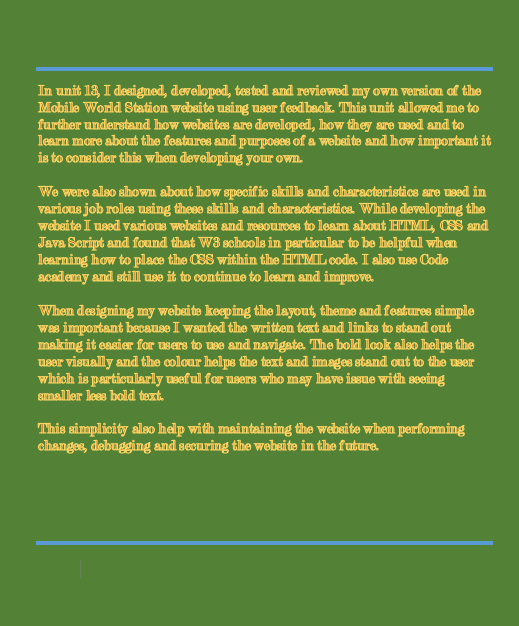 In unit 13, I designed, developed, tested and reviewed my own version of the
Mobile World Station website using user feedback. This unit allowed me to
further understand how websites are developed, how they are used and to
learn more about the features and purposes of a website and how important it
is to consider this when developing your own.
We were also shown about how specific skills and characteristics are used in
various job roles using these skills and characteristics. While developing the
website I used various websites and resources to learn about HTML, CSS and
Java Script and found that W3 schools in particular to be helpful when
learning how to place the CSS within the HTML code. I also use Code
academy and still use it to continue to learn and improve.
When designing my website keeping the layout, theme and features simple
was important because I wanted the written text and links to stand out
making it easier for users to use and navigate. The bold look also helps the
user visually and the colour helps the text and images stand out to the user
which is particularly useful for users who may have issue with seeing
smaller less bold text.
This simplicity also help with maintaining the website when performing
changes, debugging and securing the website in the future.